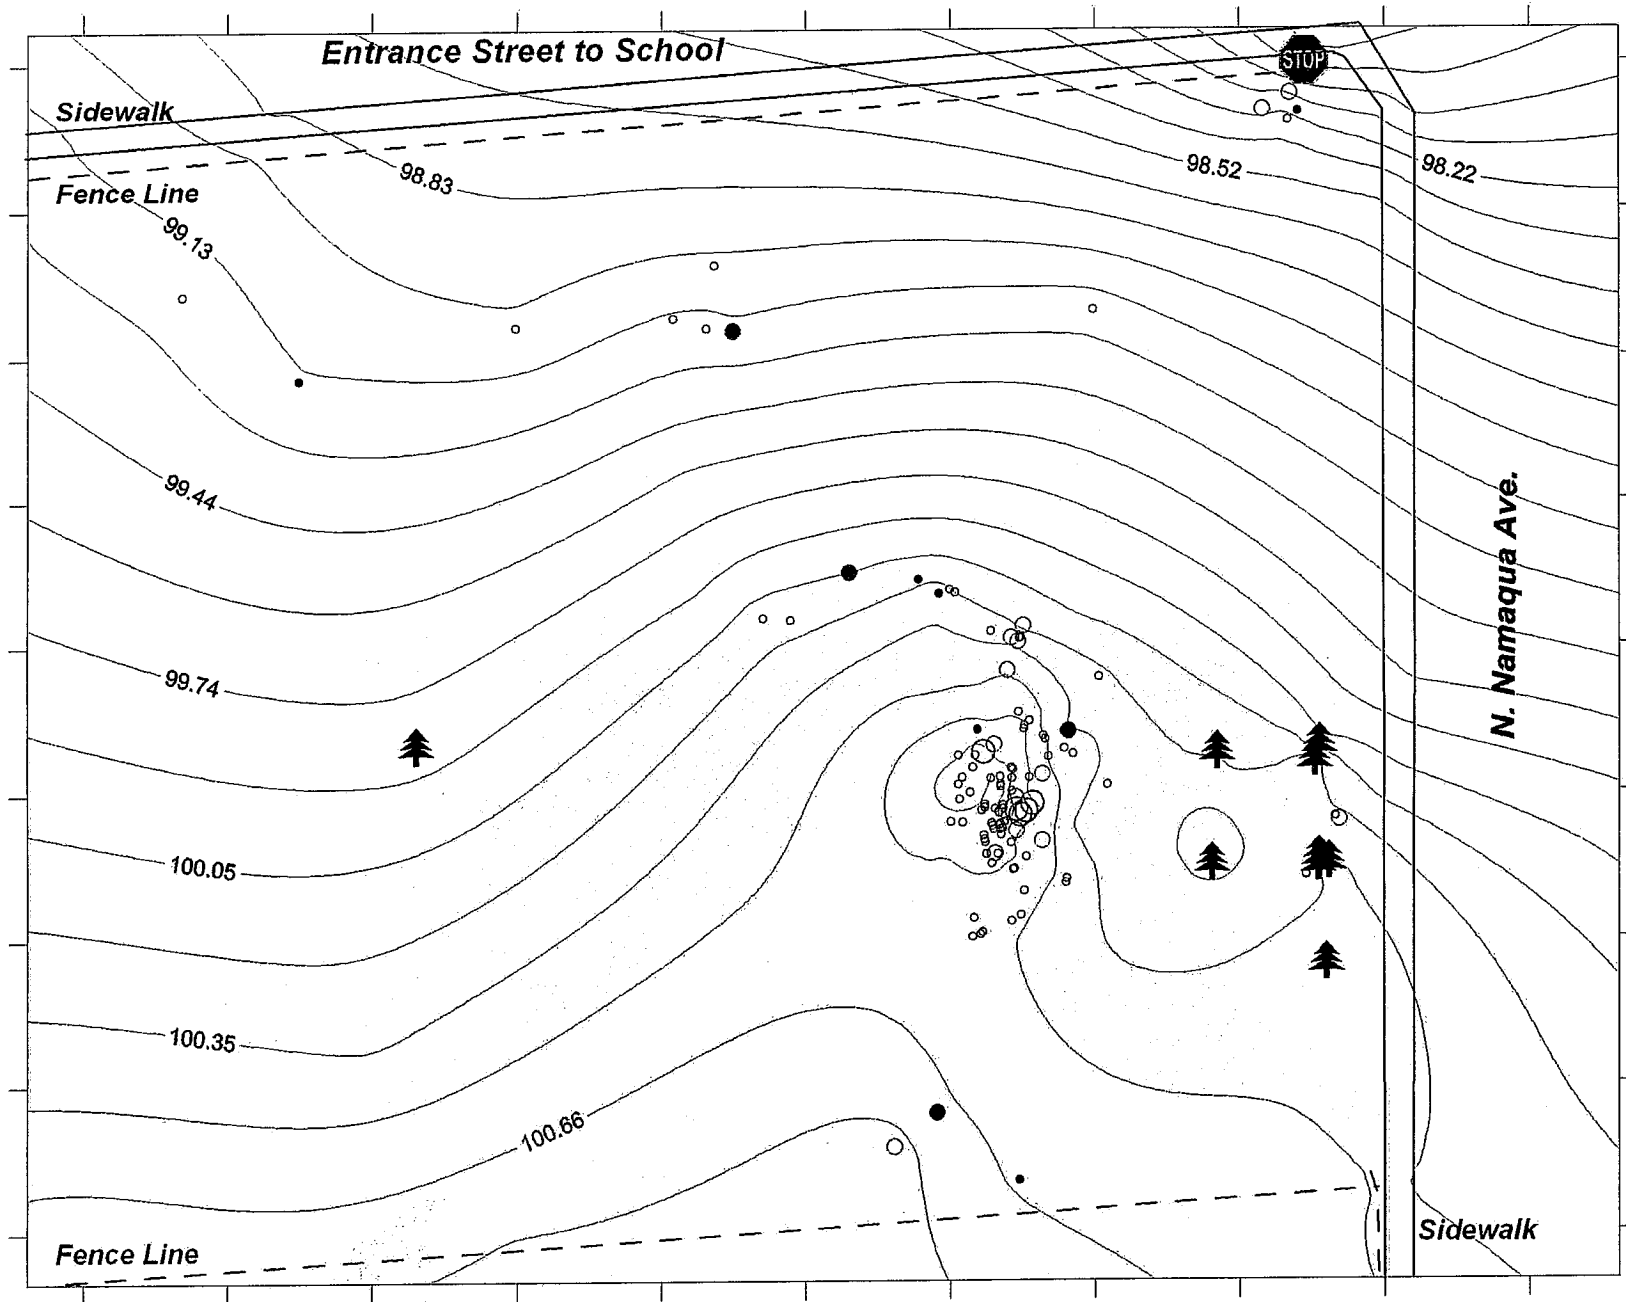 Entrance Street to School
STOP
Sidewalk
98.83
98.52
98.22
Fence Line
99.13
99.44
N. Namaqua Ave.
99.74
100.05
100.35
100.66
Sidewalk
Fence Line